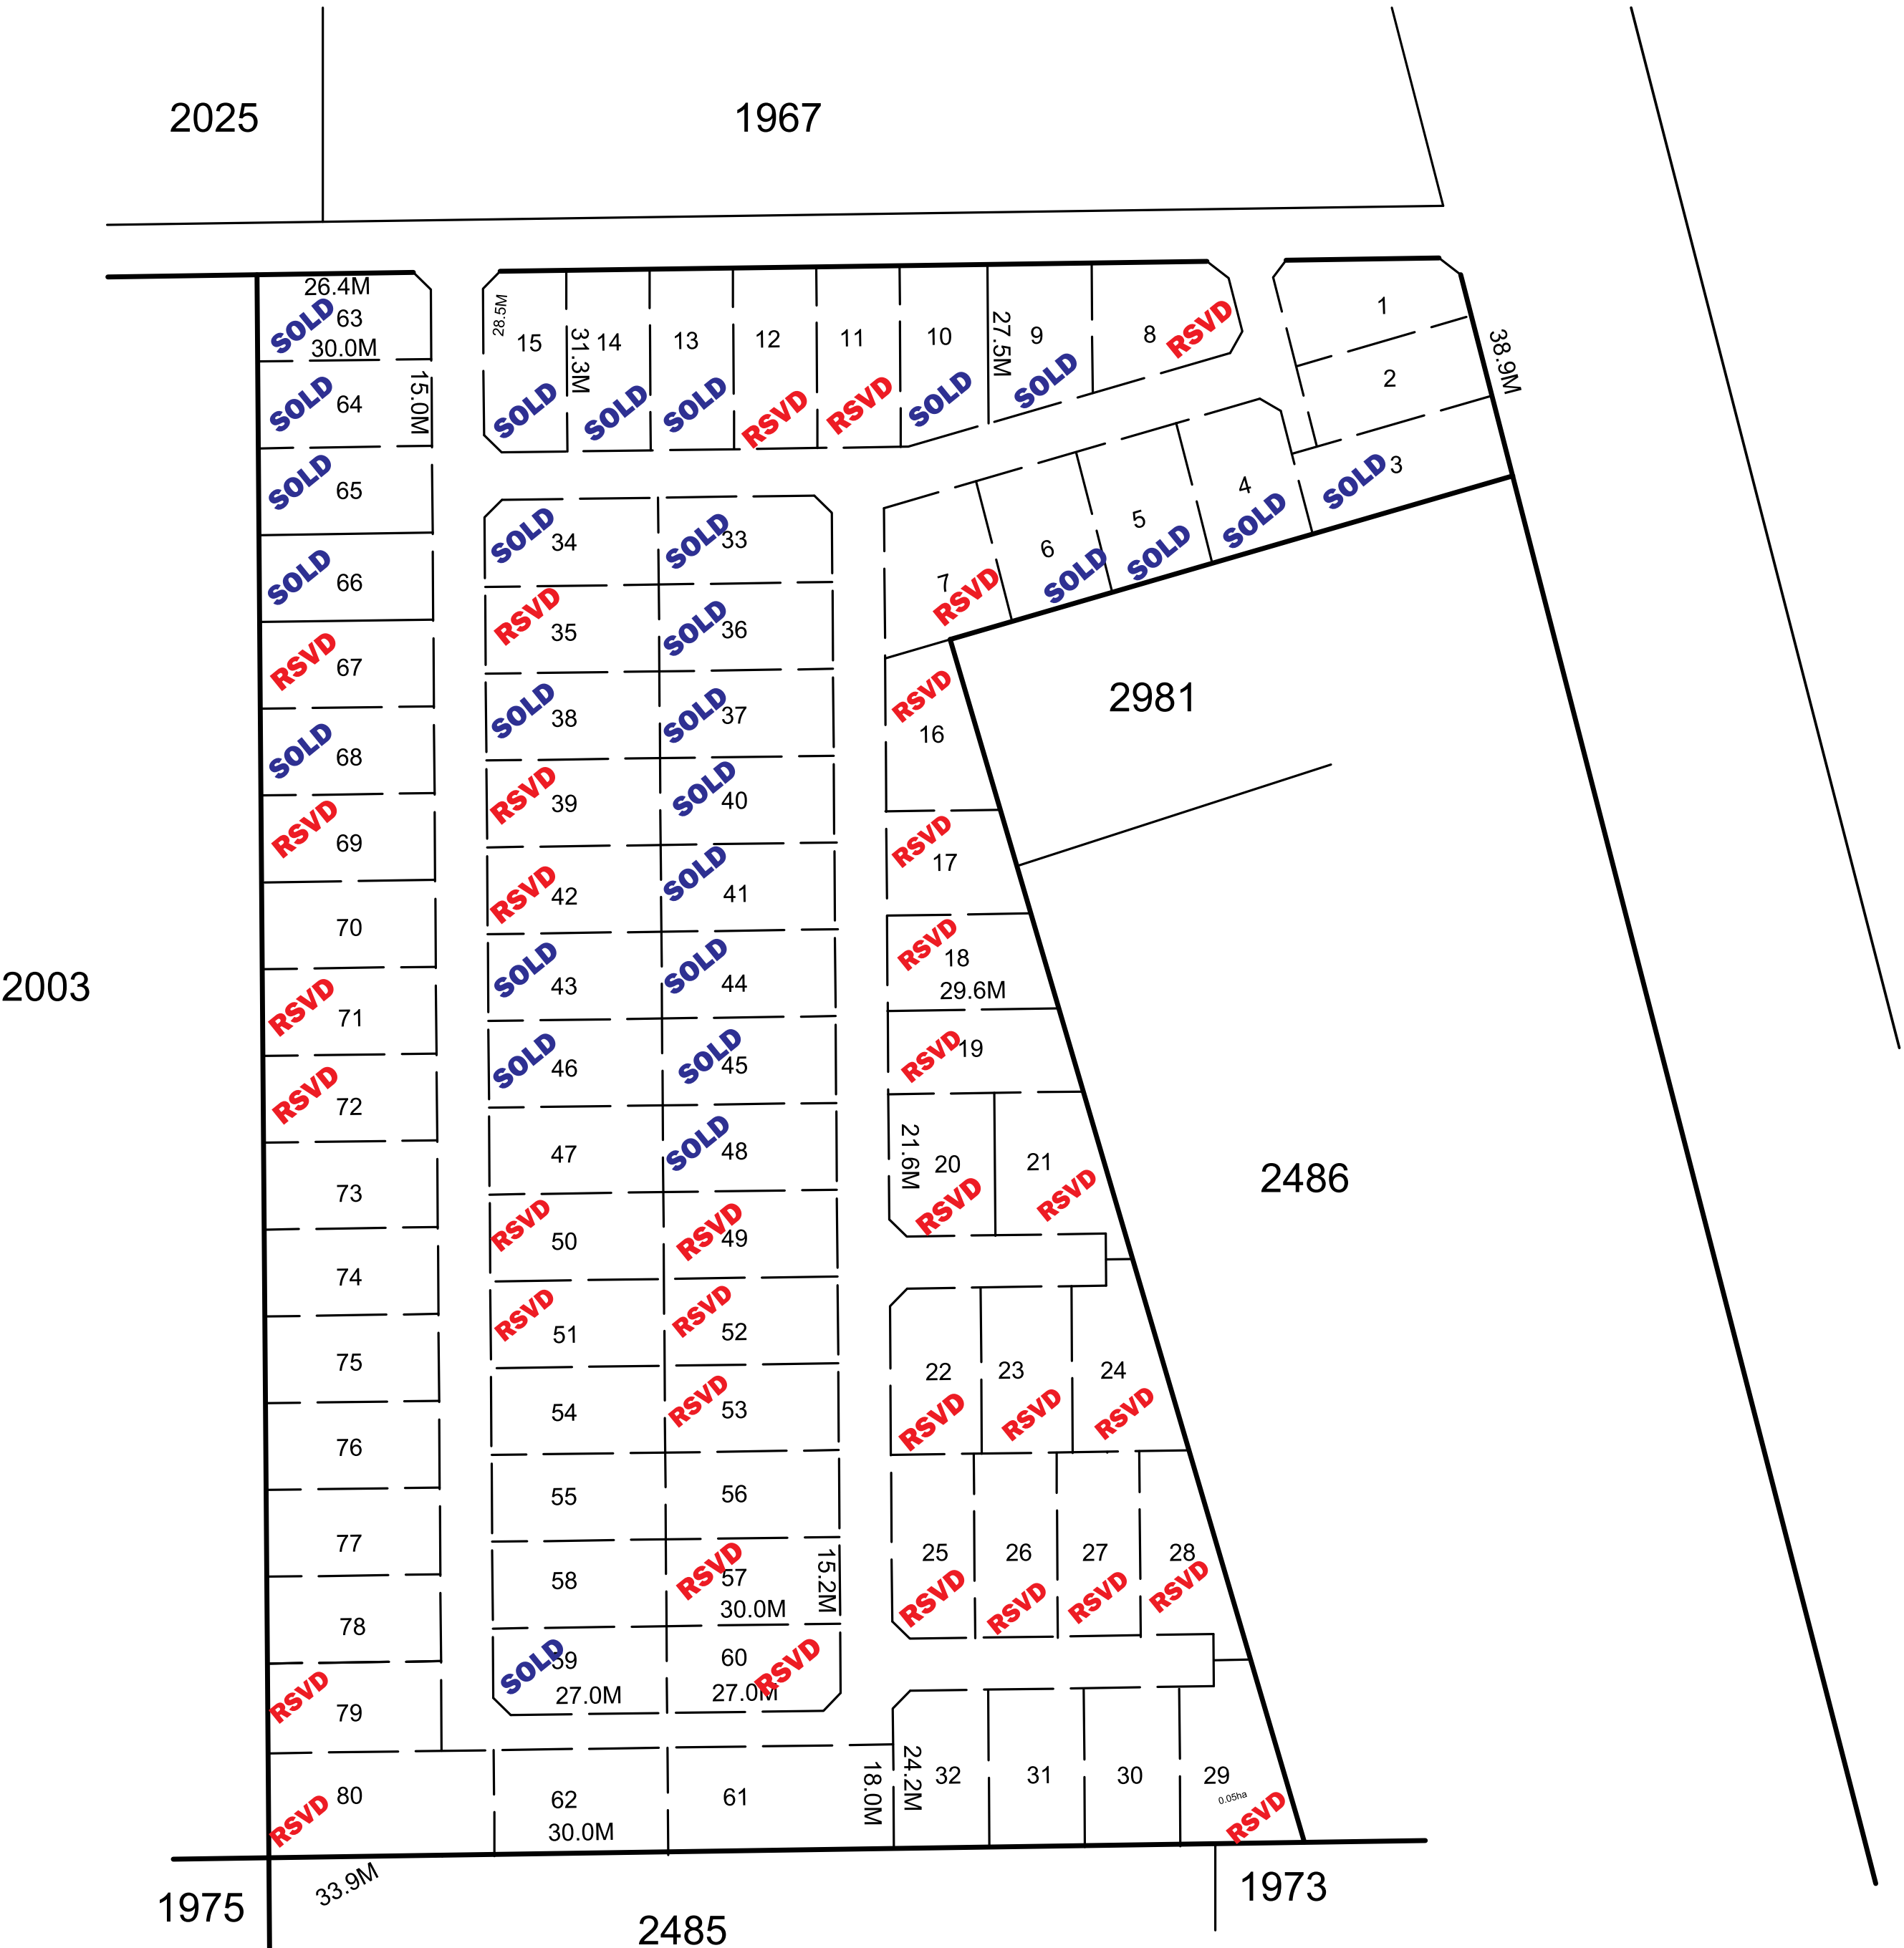 2025
1967
26.4M
SOLD 63
30.0M
28.5M
15
SOLD
31.3M
14
SOLD
13
SOLD
12
RSVD
11
RSVD
10
SOLD
27.5M
9
SOLD
8
RSVD
1
38.9M
2
SOLD 3
15.0M
SOLD 64
SOLD 65
SOLD 66
RSVD 67
SOLD 68
RSVD 69
70
RSVD 71
RSVD 72
73
74
75
76
77
78
RSVD 79
RSVD 80
SOLD 34
SOLD 33
RSVD 35
SOLD 36
SOLD 38
SOLD 37
RSVD 39
SOLD 40
RSVD 42
SOLD 41
SOLD 43
SOLD 44
SOLD 46
SOLD 45
47
SOLD 48
RSVD 50
RSVD 49
RSVD 51
RSVD 52
54
RSVD 53
55
56
58
RSVD 57
30.0M
15.2M
SOLD 59
27.0M
60 RSVD
27.0M
62
30.0M
61
18.0M
4
SOLD
5
SOLD
6
SOLD
7
RSVD
2981
RSVD
16
RSVD
17
RSVD
18
29.6M
RSVD 19
21.6M
20
RSVD
21
RSVD
2003
2486
22
RSVD
23
RSVD
24
RSVD
25
RSVD
26
RSVD
27
RSVD
28
RSVD
24.2M
32
31
30
29
0.05ha
RSVD
33.9M
1975
2485
1973